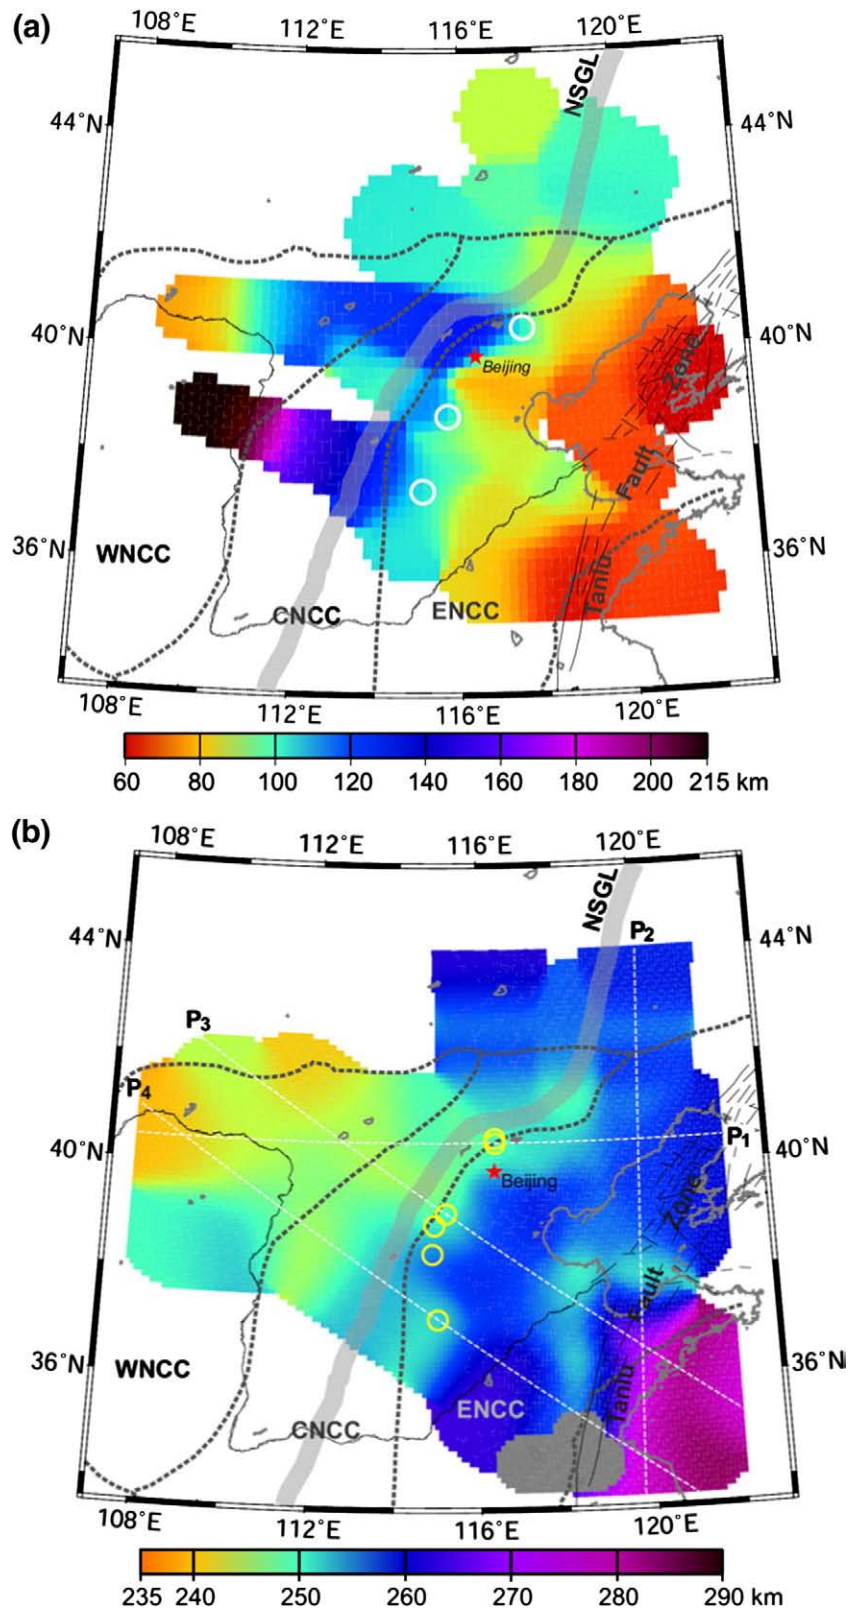 (a)
108°E 112°E 116°E 120°E
NSGL
44°N 44°N
40°N 40°N
Beijing
Zone
Fault
36°N 36°N
WNCC
Tanlu
CNCC ENCC
108°E 112°E 116°E 120°E
60 80 100 120 140 160 180 200 215 km
(b)
108°E 112°E 116°E 120°E
NSGL
P2
44°N 44°N
P3
P4
P1
40°N 40°N
Beijing
Zone
Fault
36°N 36°N
WNCC
Tanlu
ENCC
CNCC
108°E 112°E 116°E 120°E
235 240 250 260 270 280 290 km